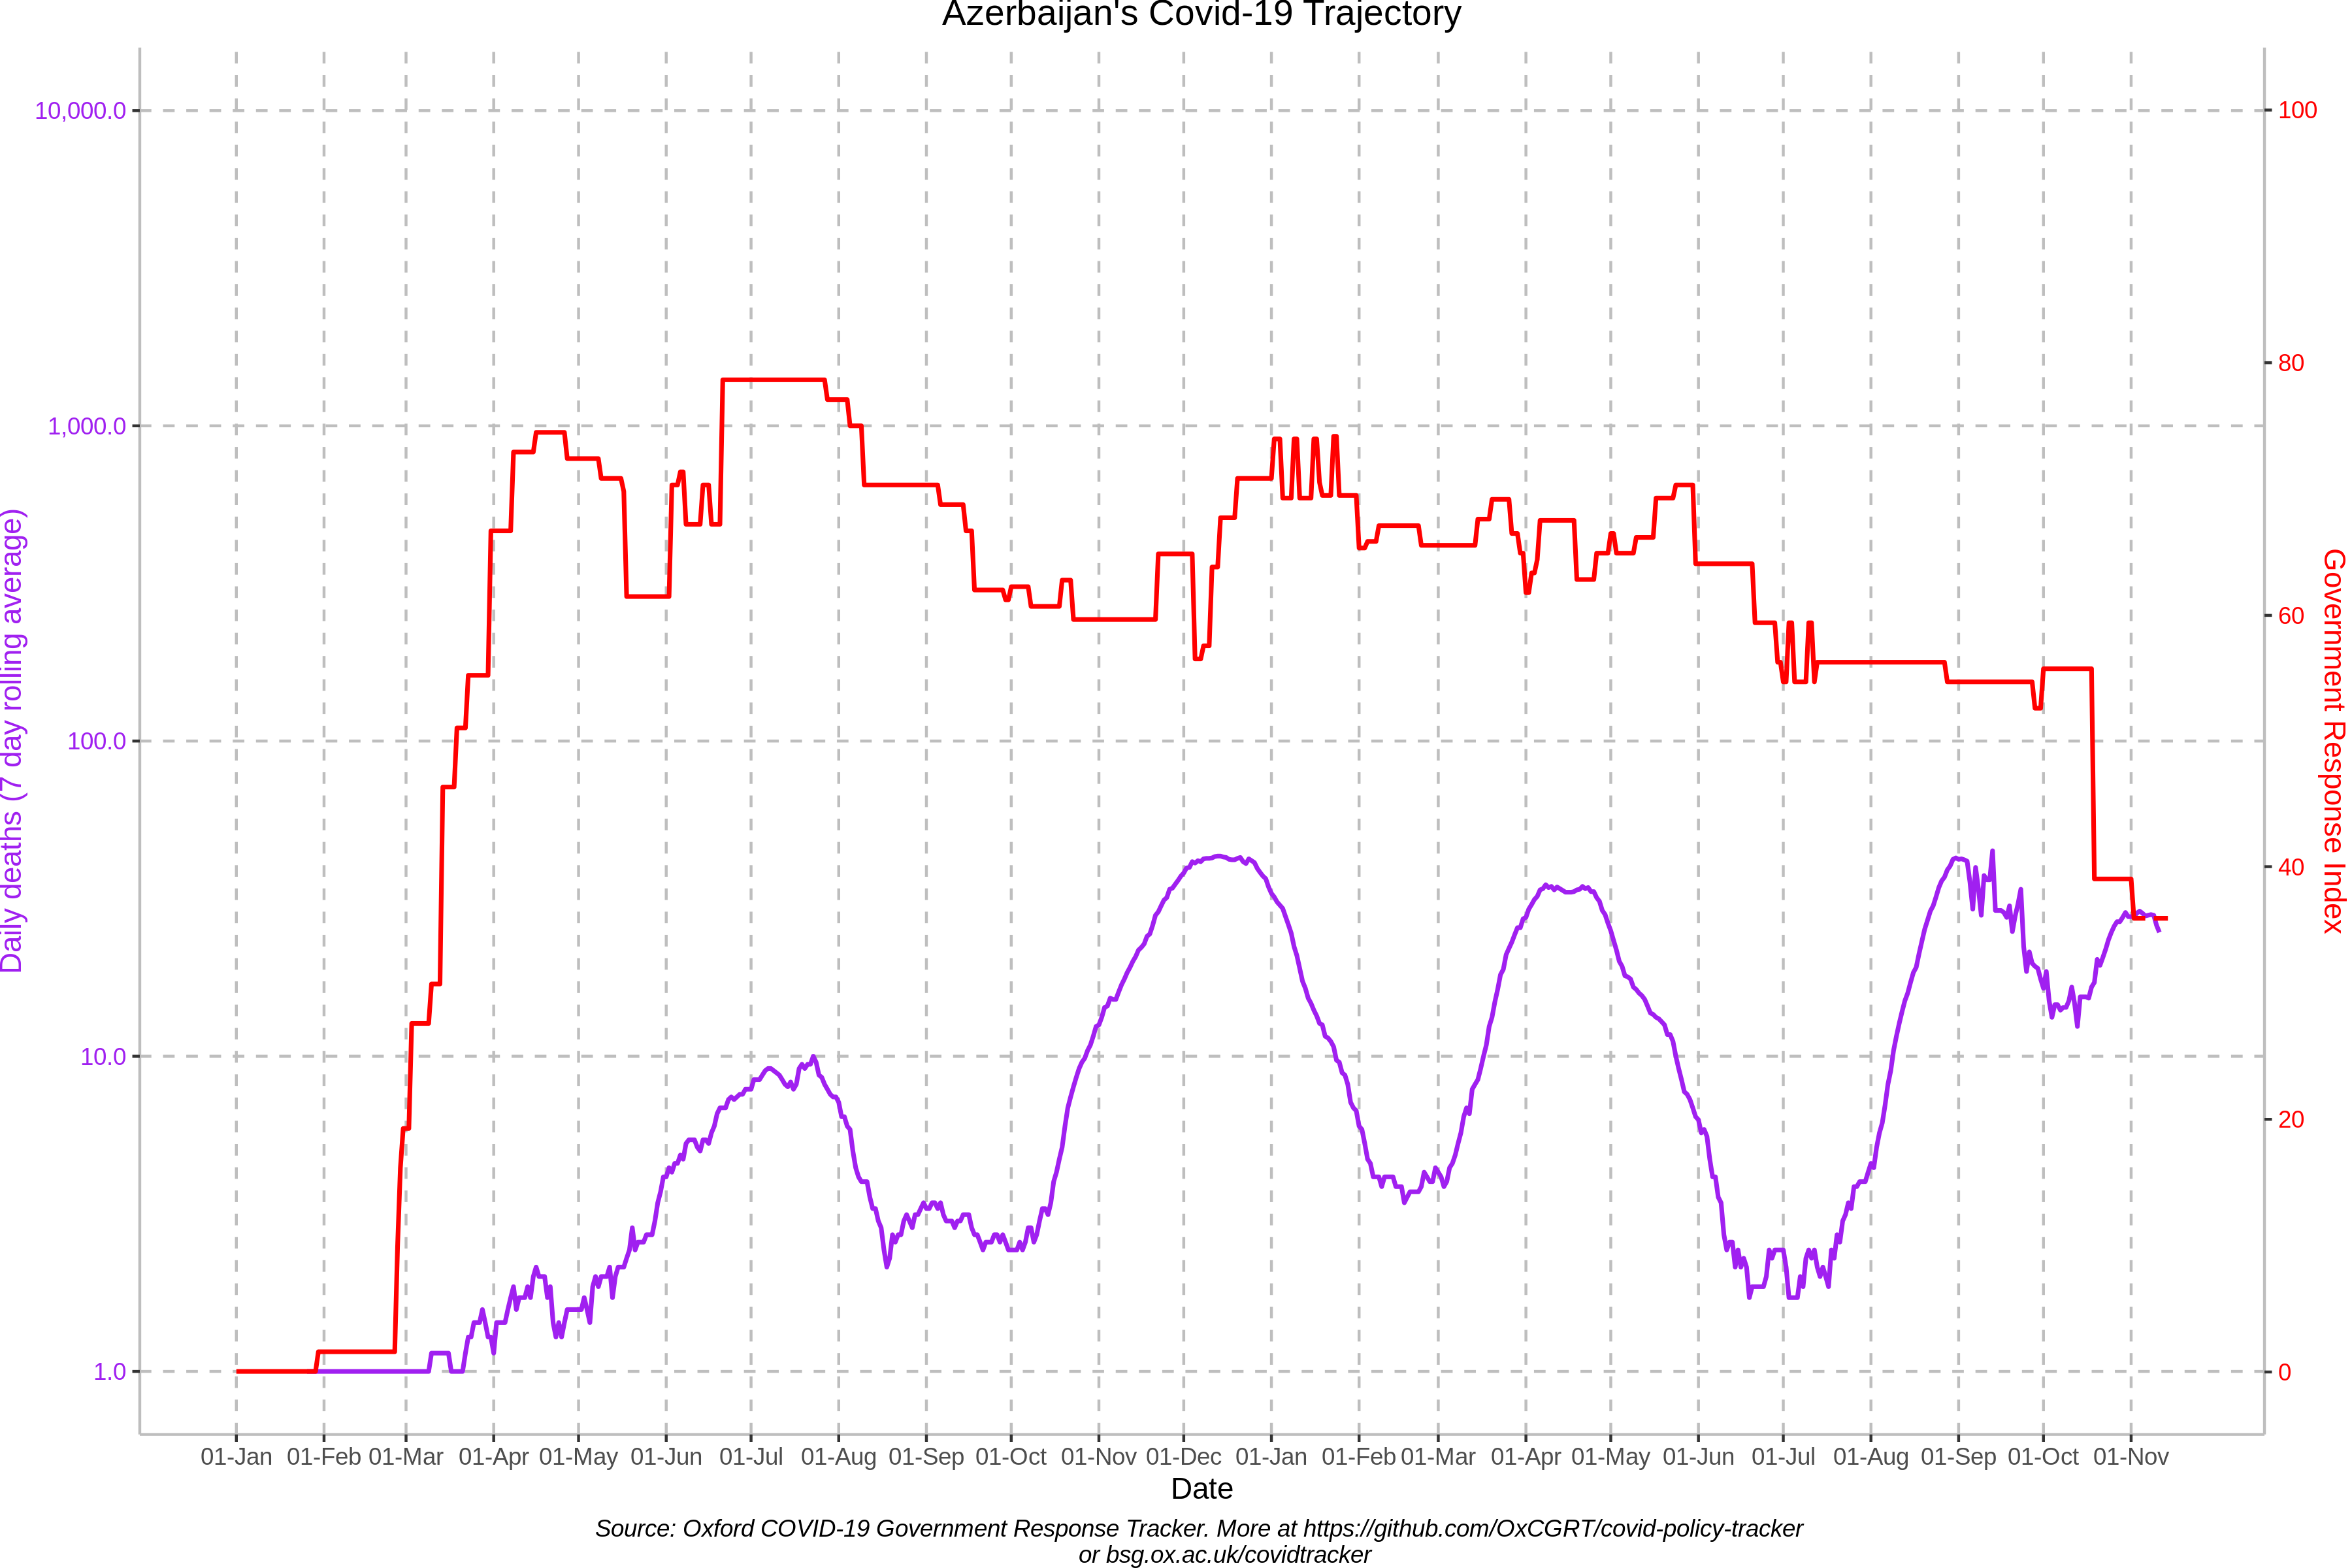 Azerbaijan's Covid-19 Trajectory
10,000.0
1,000.0
100.0
10.0
1.0
Daily deaths (7 day rolling average)
100
80
60
40
20
0
Government Response Index
01-Jan 01-Feb 01-Mar 01-Apr 01-May 01-Jun 01-Jul 01-Aug 01-Sep 01-Oct 01-Nov 01-Dec 01-Jan 01-Feb 01-Mar 01-Apr 01-May 01-Jun 01-Jul 01-Aug 01-Sep 01-Oct 01-Nov
Date
Source: Oxford COVID-19 Government Response Tracker. More at https://github.com/OxCGRT/covid-policy-tracker
or bsg.ox.ac.uk/covidtracker